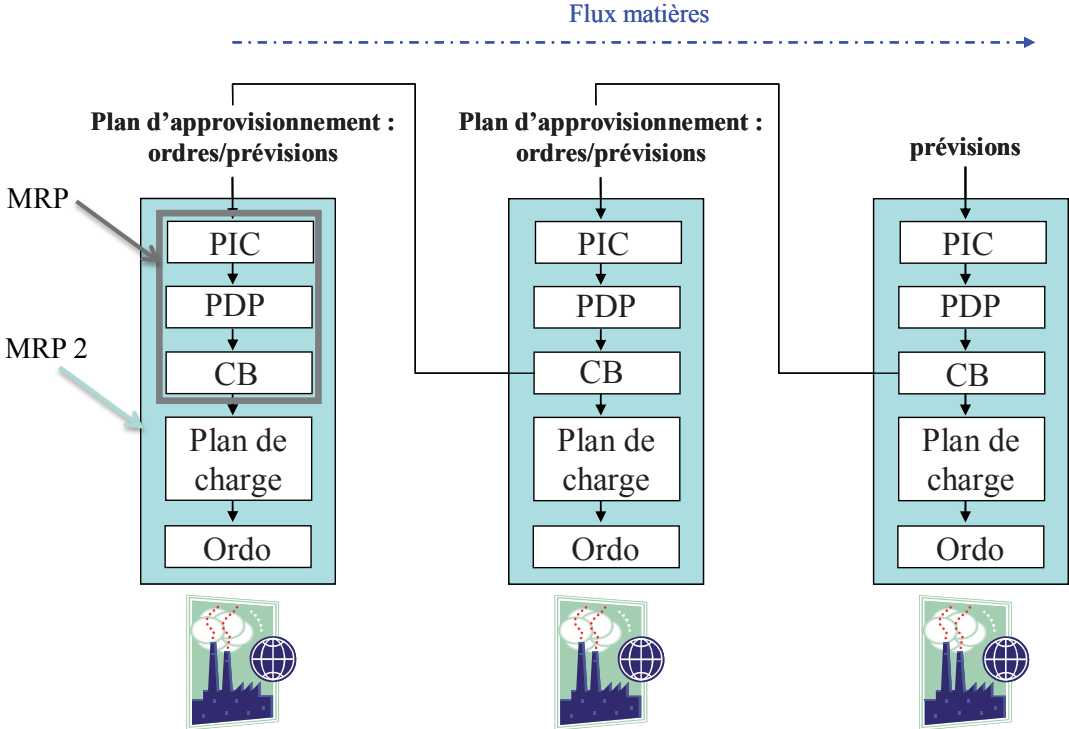 Flux matières
Plan d'approvisionnement :
ordres/prévisions
Plan d'approvisionnement :
ordres/prévisions
prévisions
MRP
MRP 2
PIC
PDP
CB
Plan de
charge
Ordo
PIC
PDP
CB
Plan de
charge
Ordo
PIC
PDP
CB
Plan de
charge
Ordo